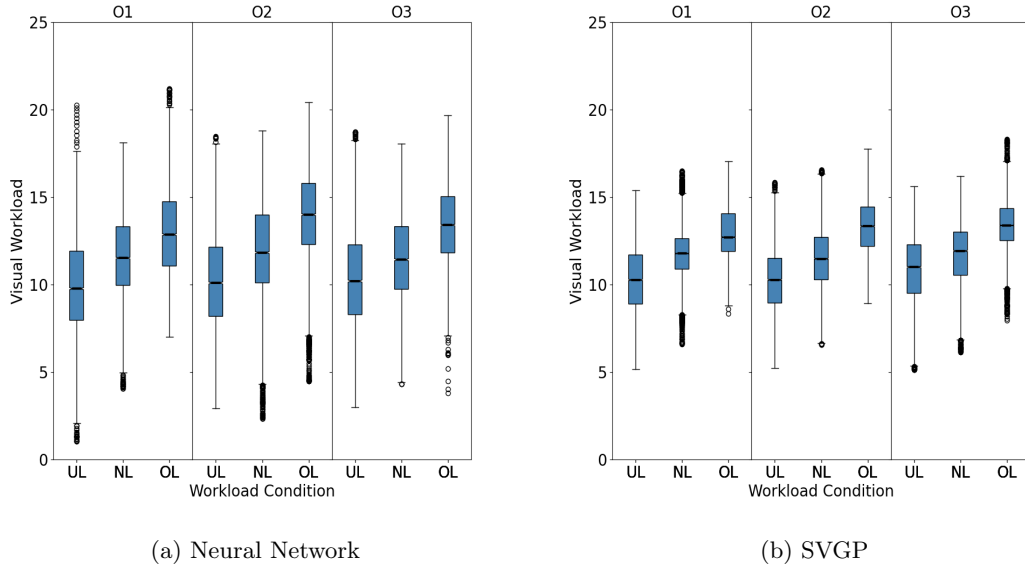 O1 O2 O3
25
20
15
10
5
0
Visual Workload
UL NL OL UL NL OL UL NL OL
Workload Condition
(a) Neural Network
O1 O2 O3
25
20
15
10
5
0
Visual Workload
UL NL OL UL NL OL UL NL OL
Workload Condition
(b) SVGP